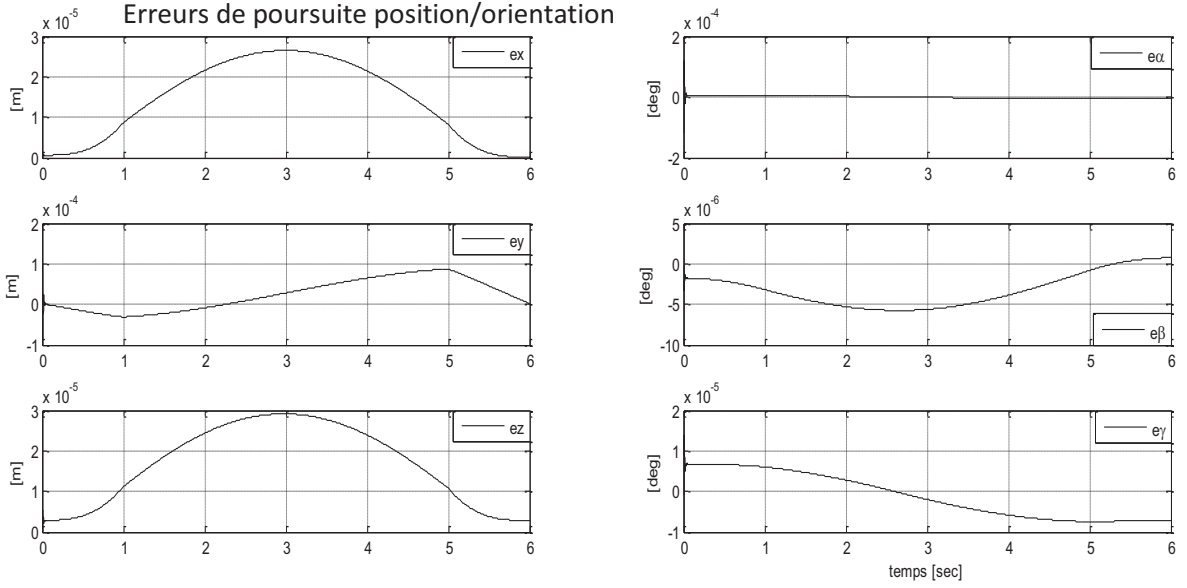 Erreurs de poursuite position/orientation
x 10-5
3
2
1
0
[m]
ex
0 1 2 3 4 5 6
x 10-4
2
1
0
-1
[m]
ey
0 1 2 3 4 5 6
x 10-5
3
2
1
0
[m]
ez
0 1 2 3 4 5 6
x 10-4
2
0
-2
[deg]
eα
0 1 2 3 4 5 6
x 10-6
5
0
-5
-10
[deg]
eβ
0 1 2 3 4 5 6
x 10-5
2
1
0
-1
[deg]
eγ
0 1 2 3 4 5 6
temps [sec]